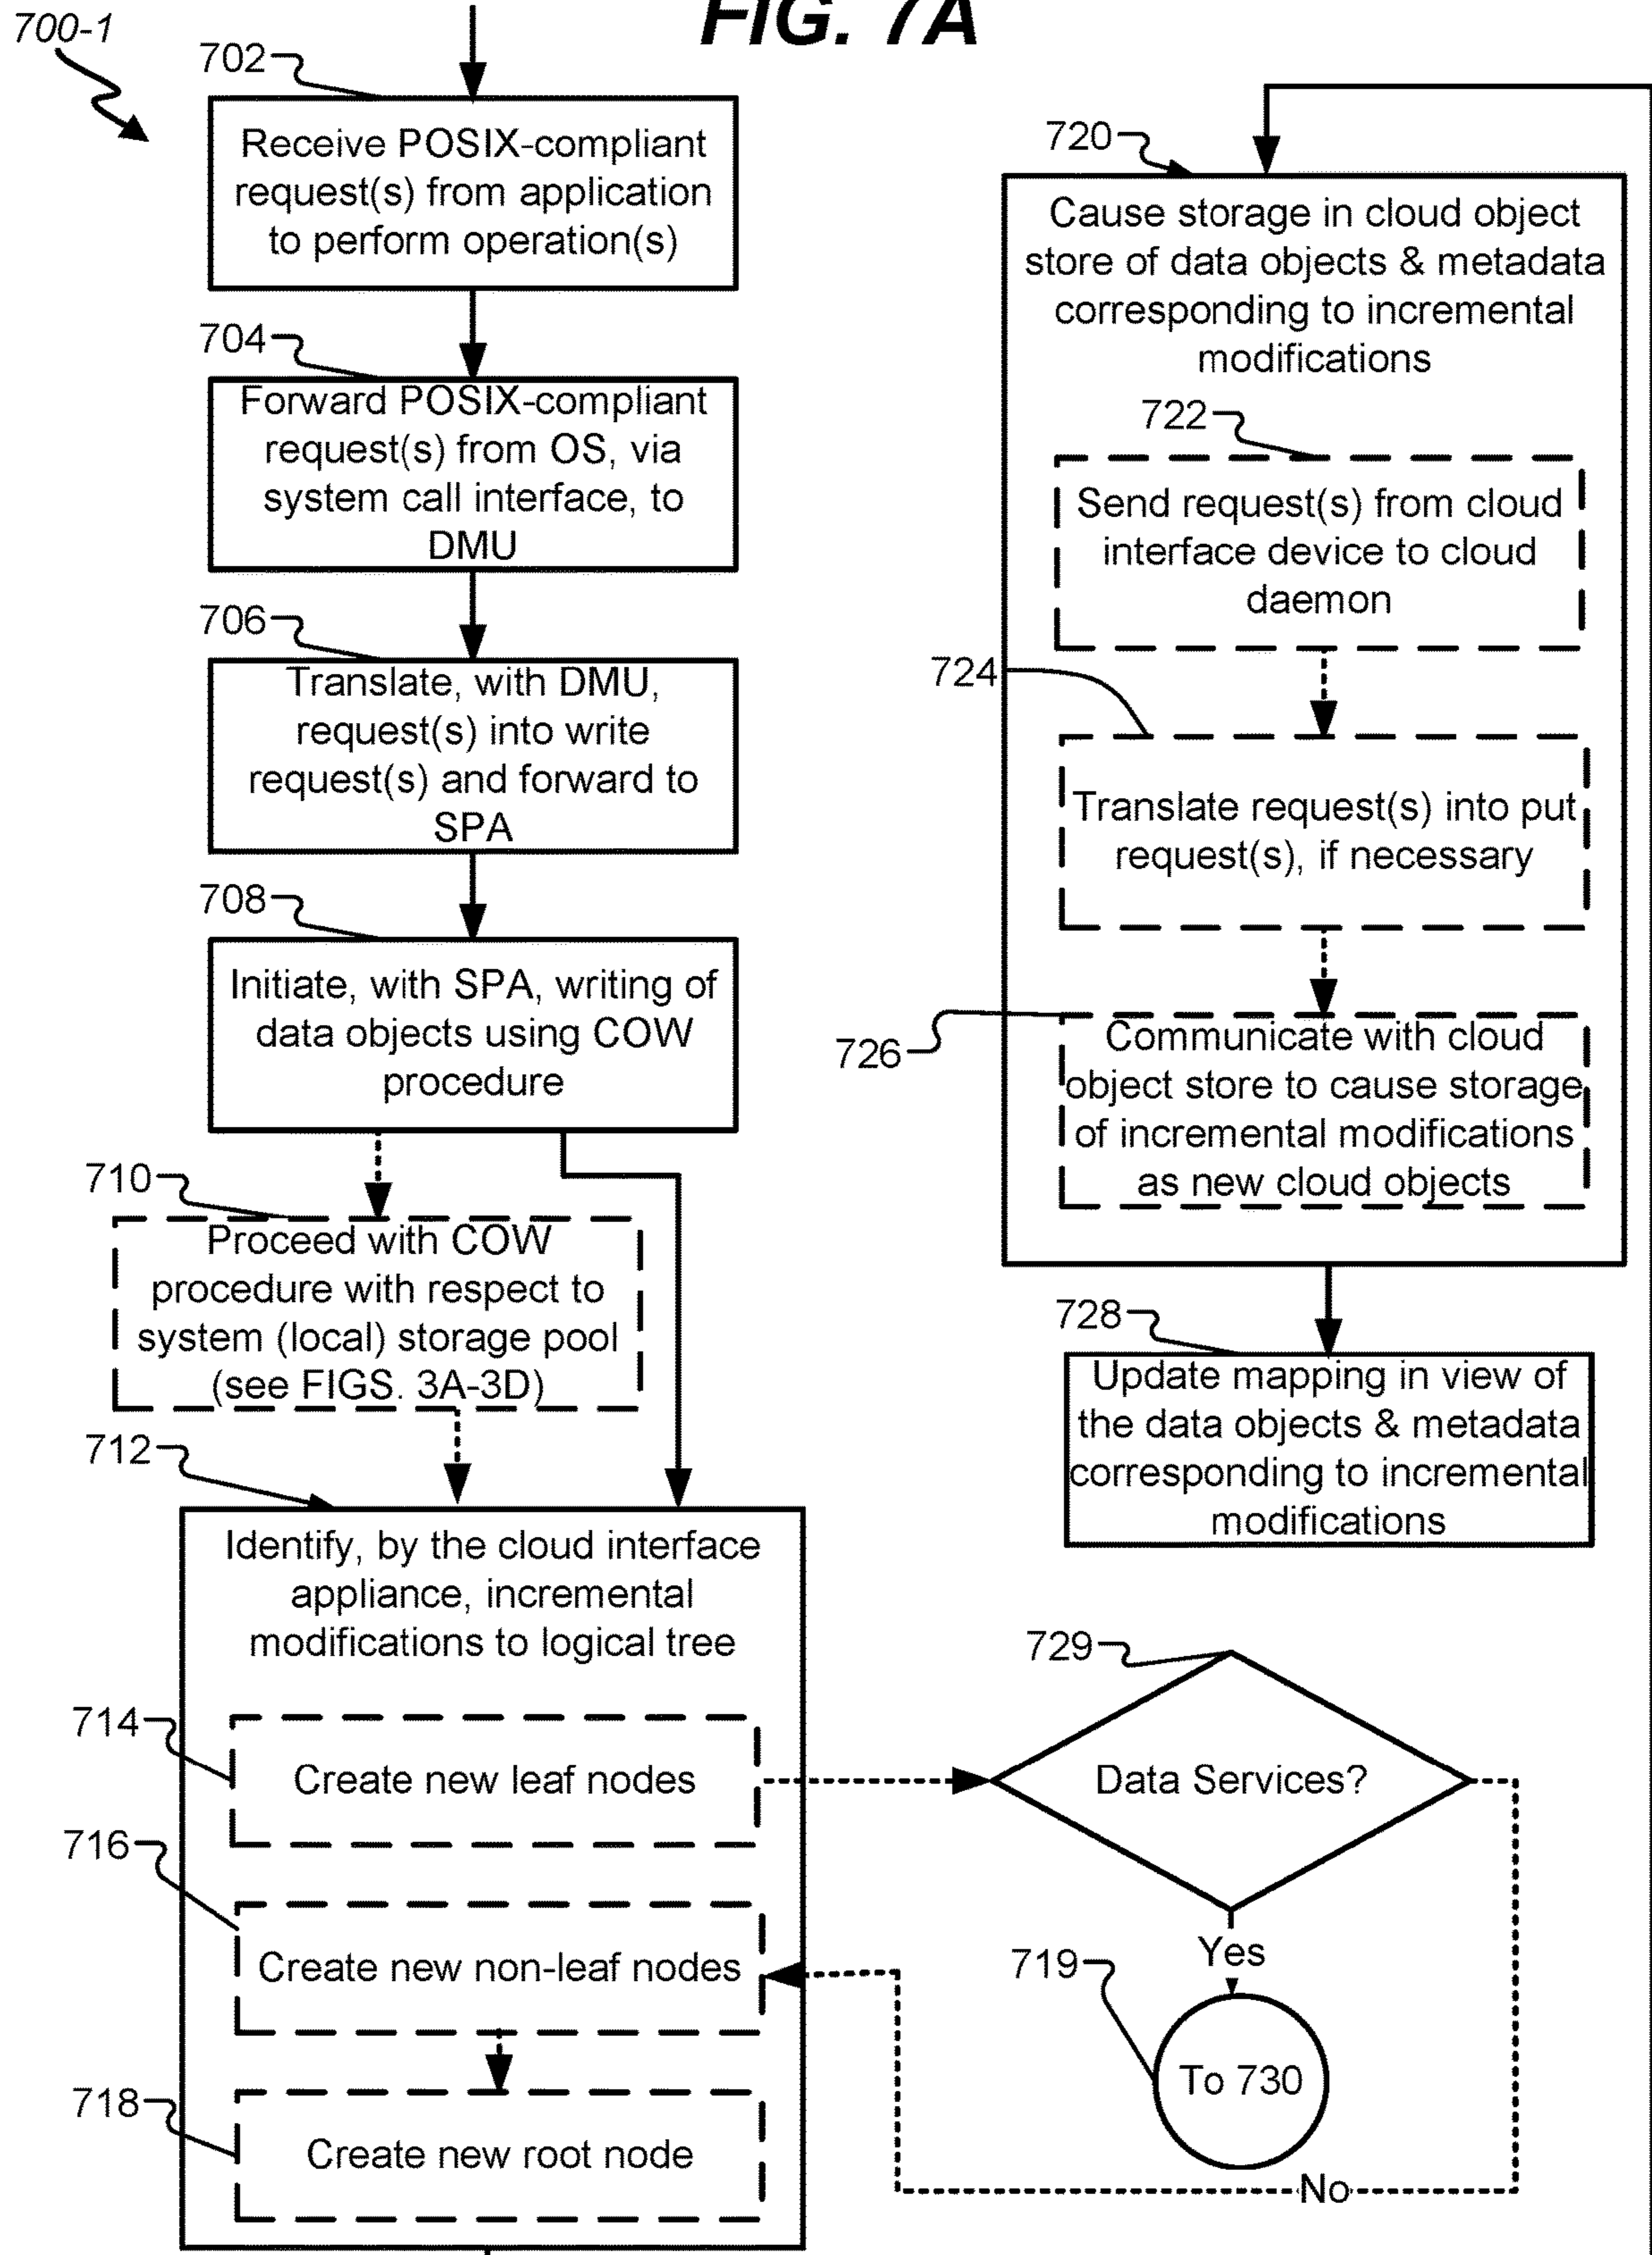 FIG. 7A
700-1
702
Receive POSIX-compliant
request(s) from application
to perform operation(s)
704
Forward POSIX-compliant
request(s) from OS, via
system call interface, to
DMU
706
Translate, with DMU,
request(s) into write
request(s) and forward to
SPA
708
Initiate, with SPA, writing of
data objects using COW
procedure
710
Proceed with COW
procedure with respect to
system (local) storage pool
(see FIGS. 3A-3D)
712
Identify, by the cloud interface
appliance, incremental
modifications to logical tree
714
Create new leaf nodes
716
Create new non-leaf nodes
718
Create new root node
720
Cause storage in cloud object
store of data objects & metadata
corresponding to incremental
modifications
722
Send request(s) from cloud
interface device to cloud
daemon
724
Translate request(s) into put
request(s), if necessary
726
Communicate with cloud
object store to cause storage
of incremental modifications
as new cloud objects
728
Update mapping in view of
the data objects & metadata
corresponding to incremental
modifications
729
Data Services?
Yes
719
To 730
No